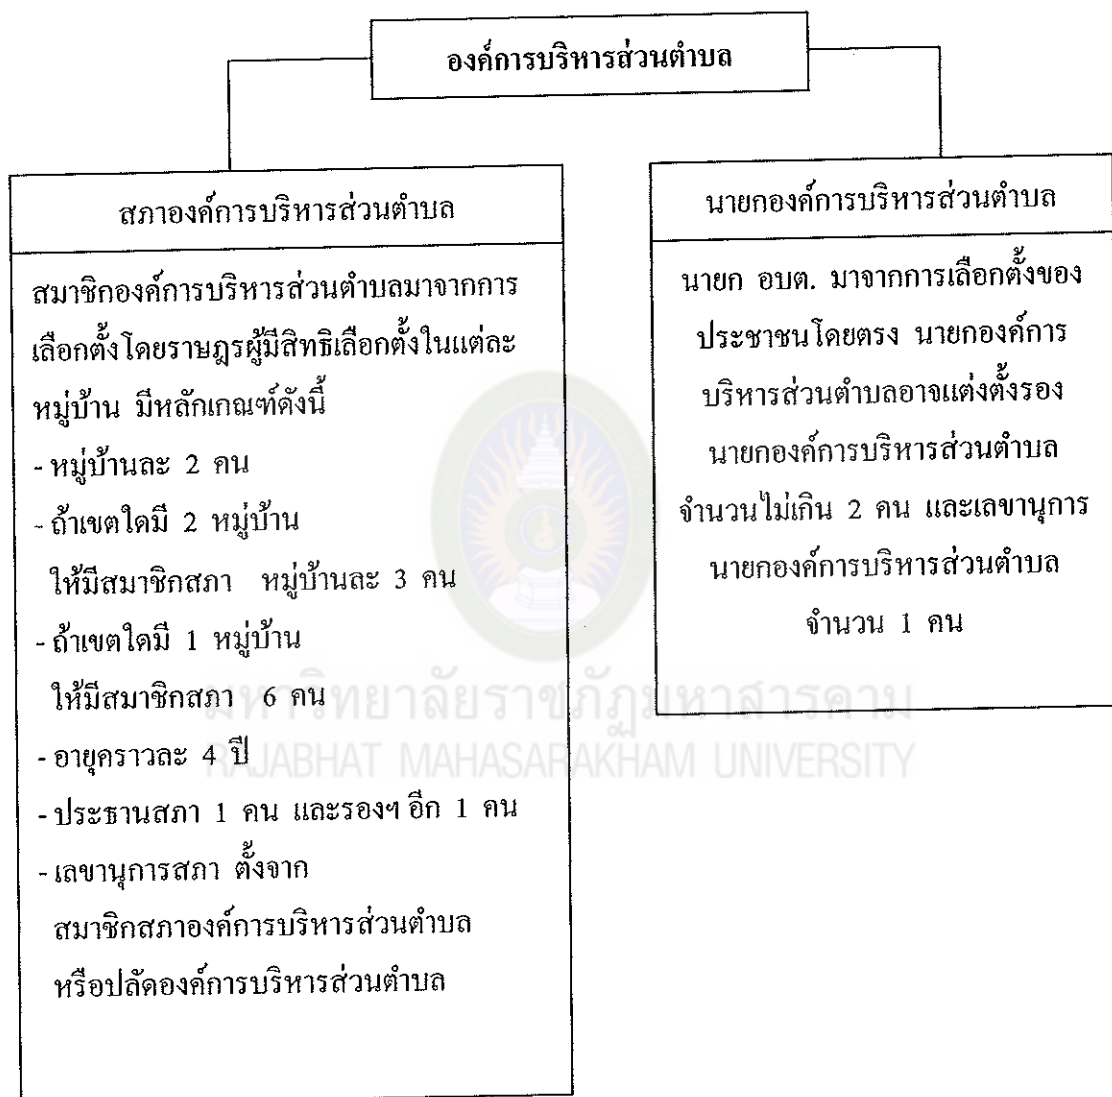 องค์การบริหารส่วนตำบล
สภาองค์การบริหารส่วนตำบล
สมาชิกองค์การบริหารส่วนตำบลมาจากการ
เลือกตั้งโดยราษฎรผู้มีสิทธิเลือกตั้งในแต่ละ
หมู่บ้าน มีหลักเกณฑ์ดังนี้
- หมู่บ้านละ 2 คน
- ถ้าเขตใดมี 2 หมู่บ้าน
ให้มีสมาชิกสภา หมู่บ้านละ 3 คน
- ถ้าเขตใดมี 1 หมู่บ้าน
ให้มีสมาชิกสภา 6 คน
- อายุคราวละ 4 ปี
- ประธานสภา 1 คน และรองฯ อีก 1 คน
- เลขานุการสภา ตั้งจาก
สมาชิกสภาองค์การบริหารส่วนตำบล
หรือปลัดองค์การบริหารส่วนตำบล
นายกองค์การบริหารส่วนตำบล
นายก อบต. มาจากการเลือกตั้งของ
ประชาชนโดยตรง นายกองค์การ
บริหารส่วนตำบลอาจแต่งตั้งรอง
นายกองค์การบริหารส่วนตำบล
จำนวนไม่เกิน 2 คน และเลขานุการ
นายกองค์การบริหารส่วนตำบล
จำนวน 1 คน
มหาวิทยาลัยราชภัฏมหาสารคาม
RAJABHAT MAHASARAKHAM UNIVERSITY